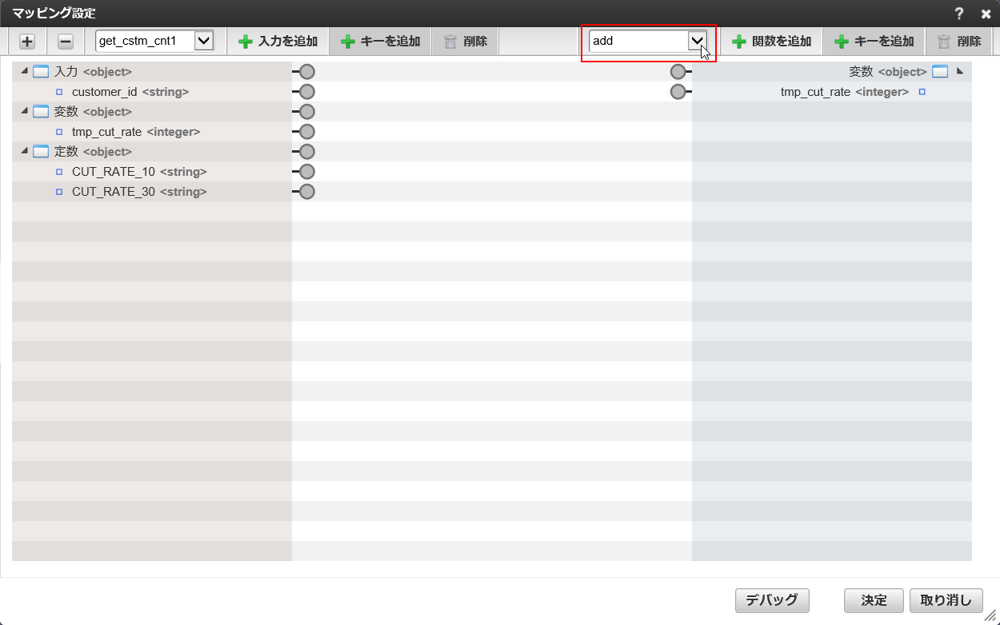 マッピング設定 ? ×
get_cstm_cnt1 入力を追加 キーを追加 削除 add 関数を追加 キーを追加 削除
入力 <object> 変数 <object>
customer_id <string> tmp_cut_rate <integer>
変数 <object>
tmp_cut_rate <integer>
定数 <object>
CUT_RATE_10 <string>
CUT_RATE_30 <string>
デバッグ 決定 取り消し